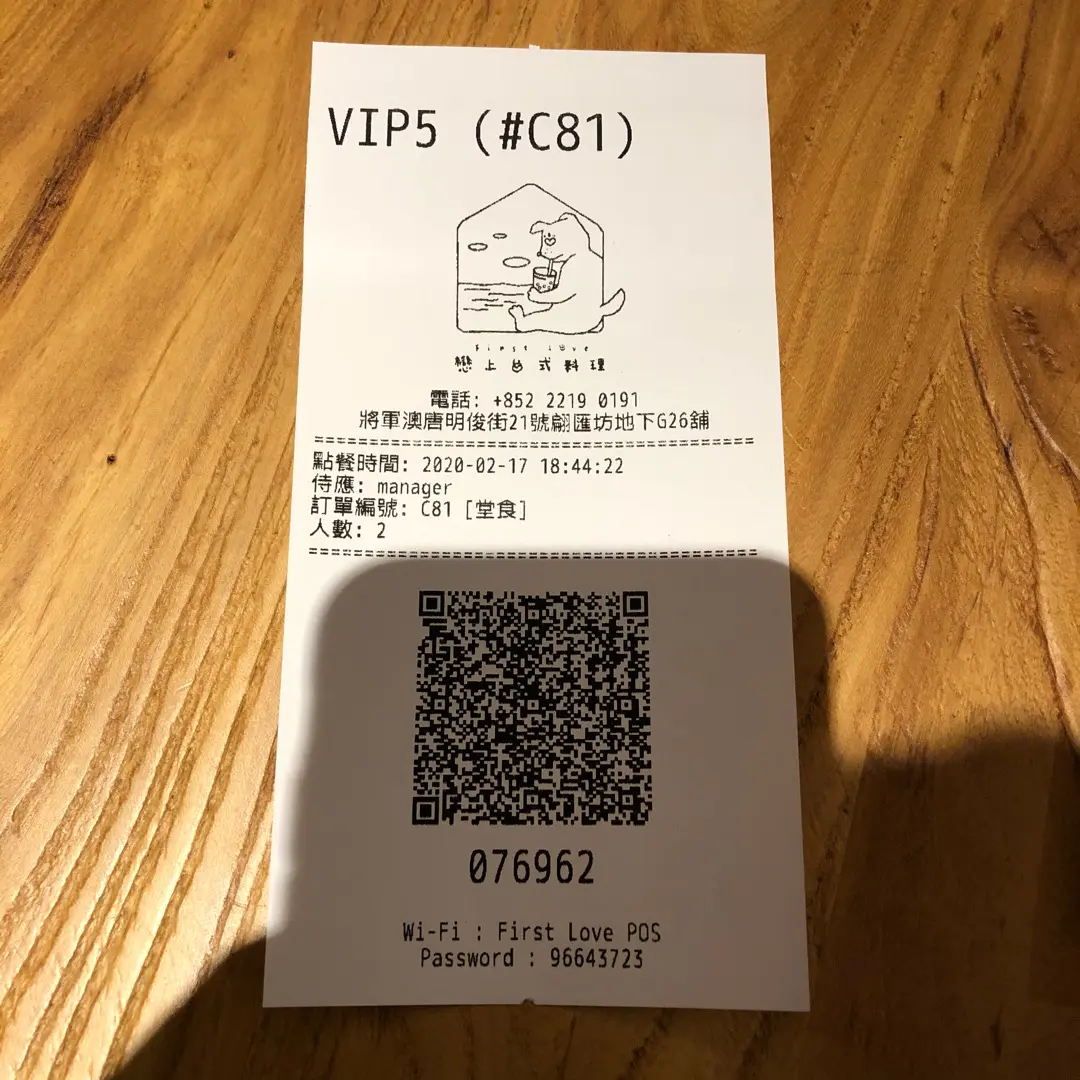 VIP5 (#C81)
First Love
戀上台式料理
電話: +852 2219 0191
將軍澳唐明俊街21號翩匯坊地下G26舖
點餐時間: 2020-02-17 18:44:22
侍應: manager
訂單編號: C81 [堂食]
人數: 2
076962
Wi-Fi : First Love POS
Password : 96643723